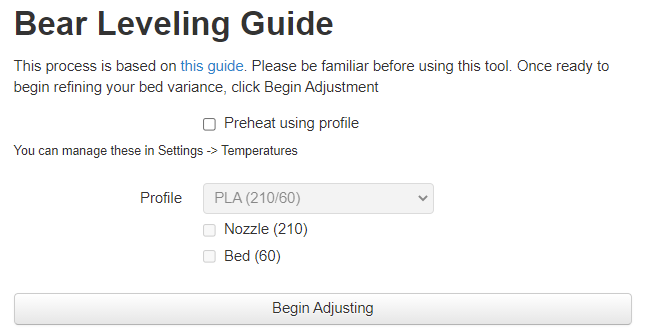 Bear Leveling Guide
This process is based on this guide. Please be familiar before using this tool. Once ready to
begin refining your bed variance, click Begin Adjustment
Preheat using profile
You can manage these in Settings -> Temperatures
Profile PLA (210/60)
Nozzle (210)
Bed (60)
Begin Adjusting